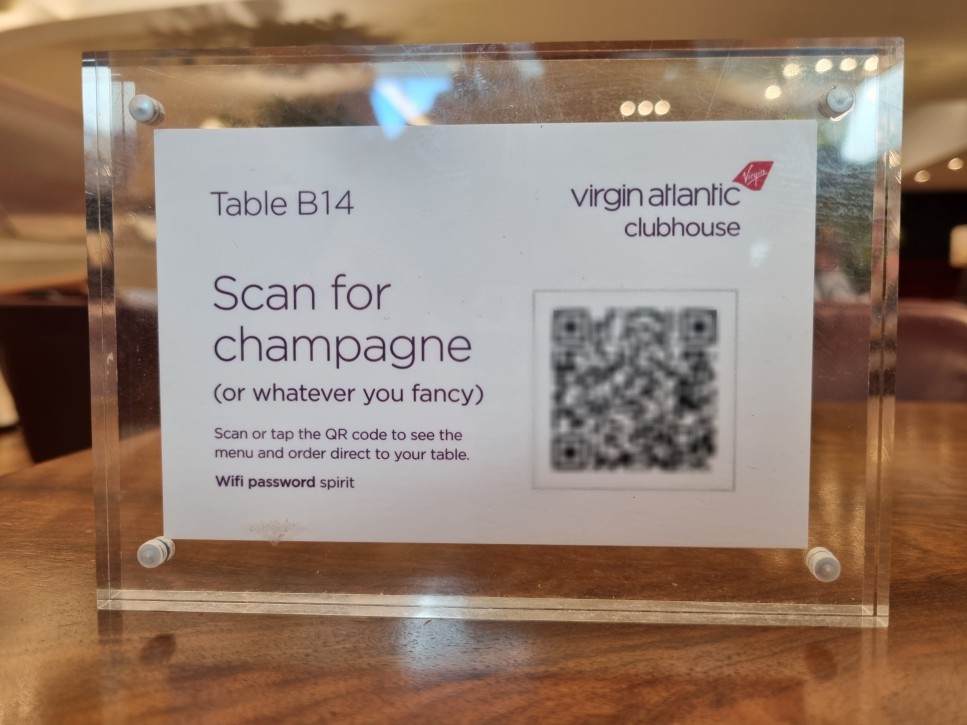 Table B14
virgin atlantic
Virgin
clubhouse
Scan for
champagne
(or whatever you fancy)
Scan or tap the QR code to see the
menu and order direct to your table.
Wifi password spirit